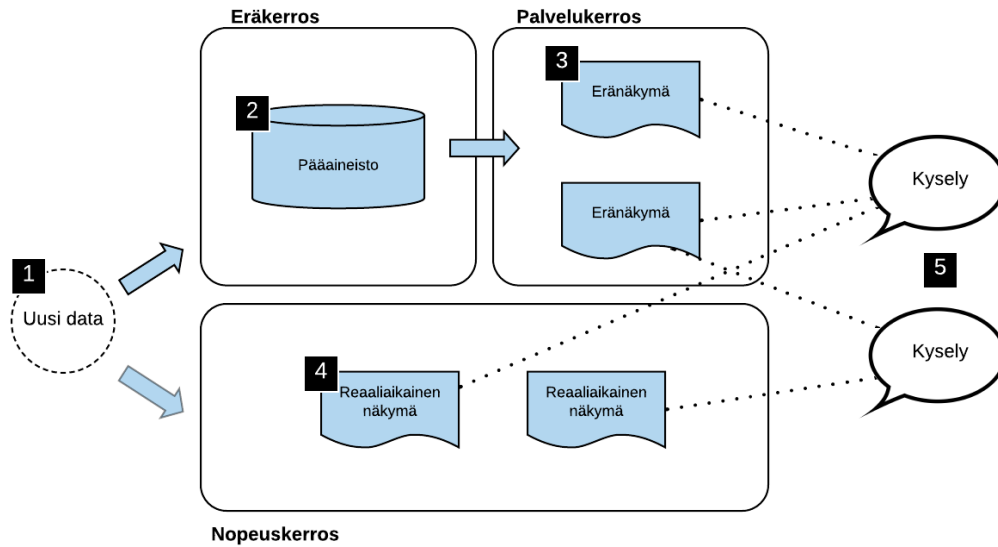 Eräkerros
Palvelukerros
1
Uusi data
2
Pääaineisto
3
Eränäkymä
Eränäkymä
4
Reaaliaikainen
näkymä
Reaaliaikainen
näkymä
Nopeuskerros
Kysely
5
Kysely